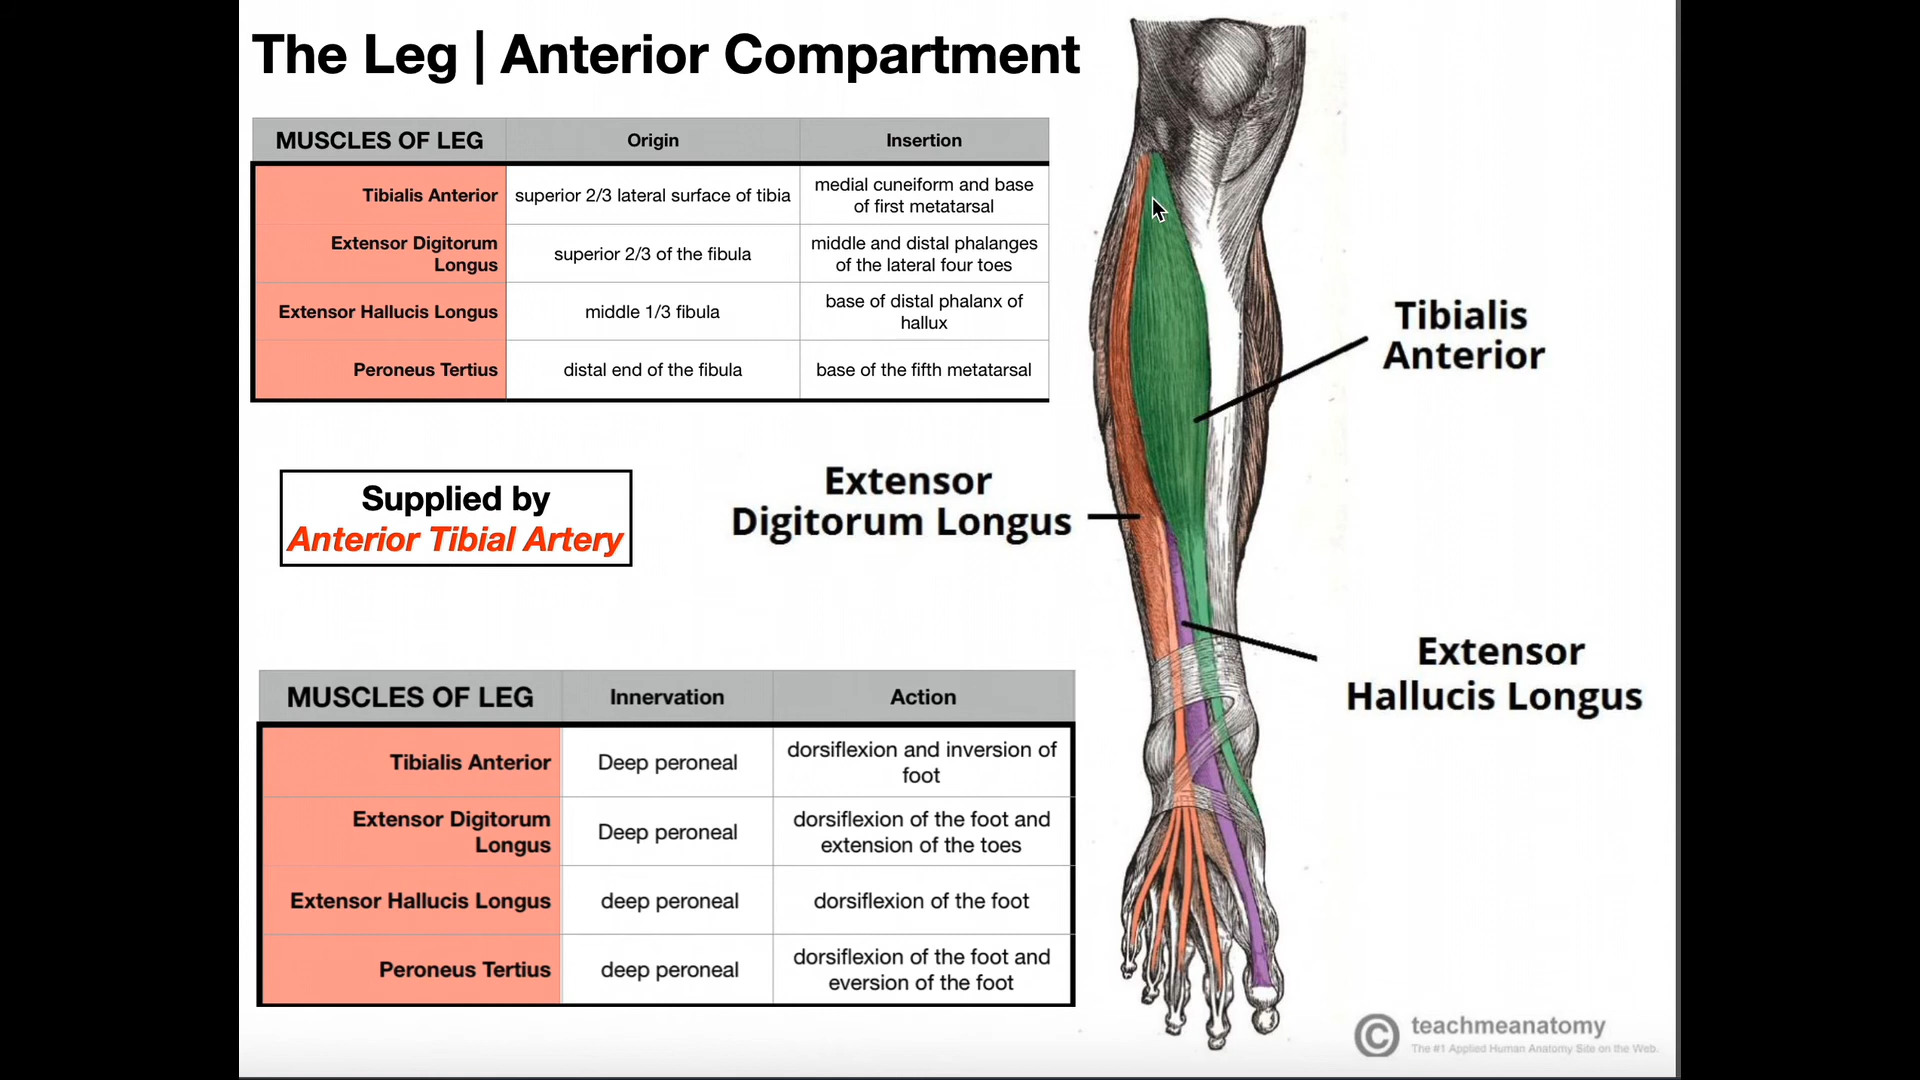 The Leg | Anterior Compartment
MUSCLES OF LEG Origin Insertion
Tibialis Anterior superior 2/3 lateral surface of tibia medial cuneiform and base
of first metatarsal
Extensor Digitorum
Longus superior 2/3 of the fibula middle and distal phalanges
of the lateral four toes
Extensor Hallucis Longus middle 1/3 fibula base of distal phalanx of
hallux
Peroneus Tertius distal end of the fibula base of the fifth metatarsal
Tibialis
Anterior
Extensor
Digitorum Longus
Supplied by
Anterior Tibial Artery
Extensor
Hallucis Longus
MUSCLES OF LEG Innervation Action
Tibialis Anterior Deep peroneal dorsiflexion and inversion of
foot
Extensor Digitorum
Longus Deep peroneal dorsiflexion of the foot and
extension of the toes
Extensor Hallucis Longus deep peroneal dorsiflexion of the foot
Peroneus Tertius deep peroneal dorsiflexion of the foot and
eversion of the foot
© teachmeanatomy
The #1 Applied Human Anatomy Site on the Web.